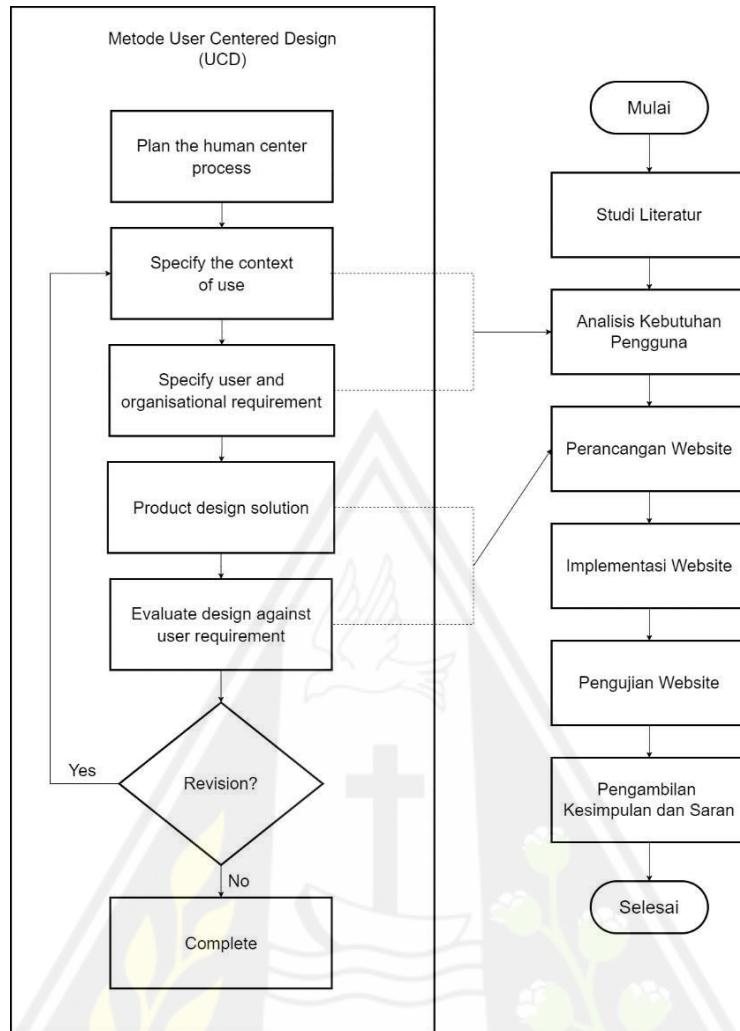 Metode User Centered Design
(UCD)
Plan the human center
process
Specify the context
of use
Specify user and
organisational requirement
Product design solution
Evaluate design against
user requirement
Revision?
Yes
No
Complete
Mulai
Studi Literatur
Analisis Kebutuhan
Pengguna
Perancangan Website
Implementasi Website
Pengujian Website
Pengambilan
Kesimpulan dan Saran
Selesai